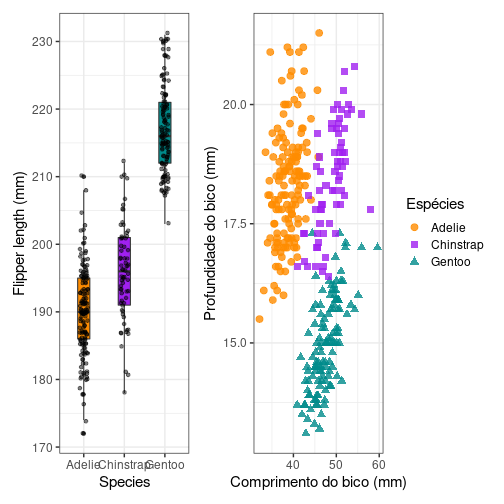 Flipper length (mm)
230
220
210
200
190
180
170
Adelie Chinstrap Gentoo
Species
Profundidade do bico (mm)
20.0
17.5
15.0
40 50 60
Comprimento do bico (mm)
Espécies
Adelie
Chinstrap
Gentoo